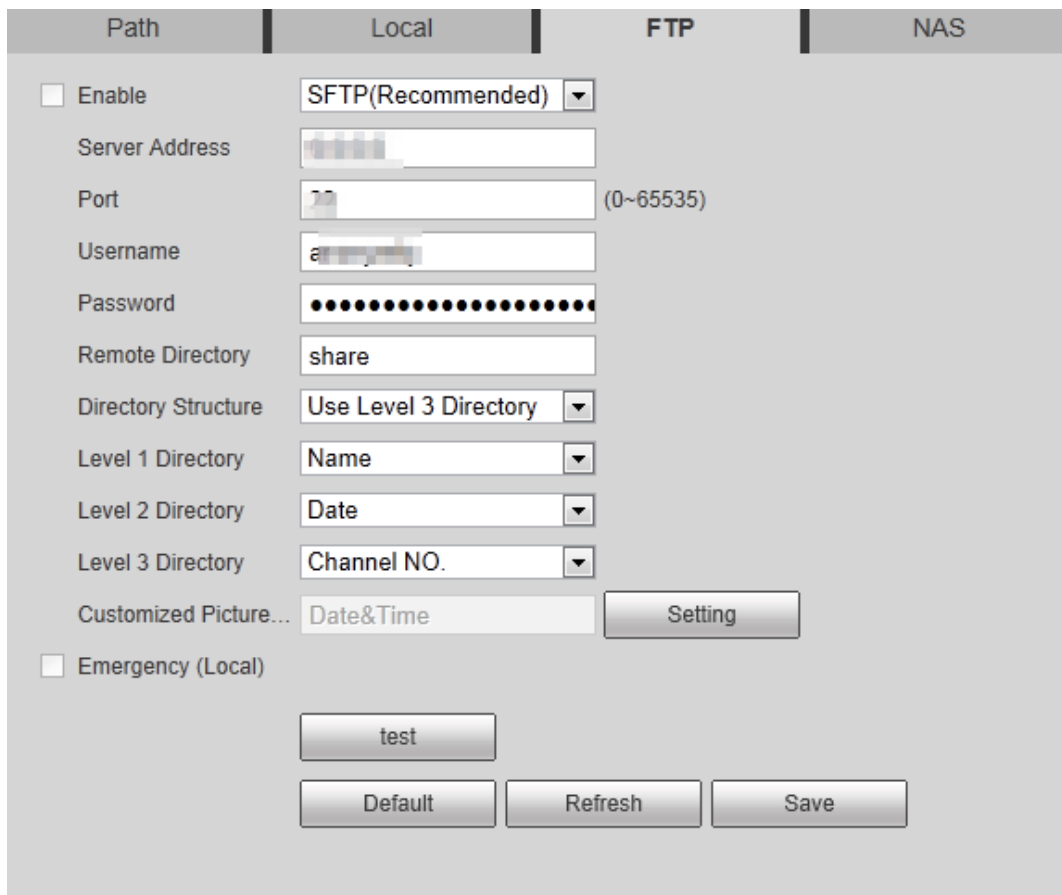 Path Local FTP NAS
Enable SFTP(Recommended)
Server Address
Port (0~65535)
Username
Password ●●●●●●●●●●●●●●●●●●●●
Remote Directory share
Directory Structure Use Level 3 Directory
Level 1 Directory Name
Level 2 Directory Date
Level 3 Directory Channel NO.
Customized Picture... Date&Time Setting
Emergency (Local)
test
Default Refresh Save